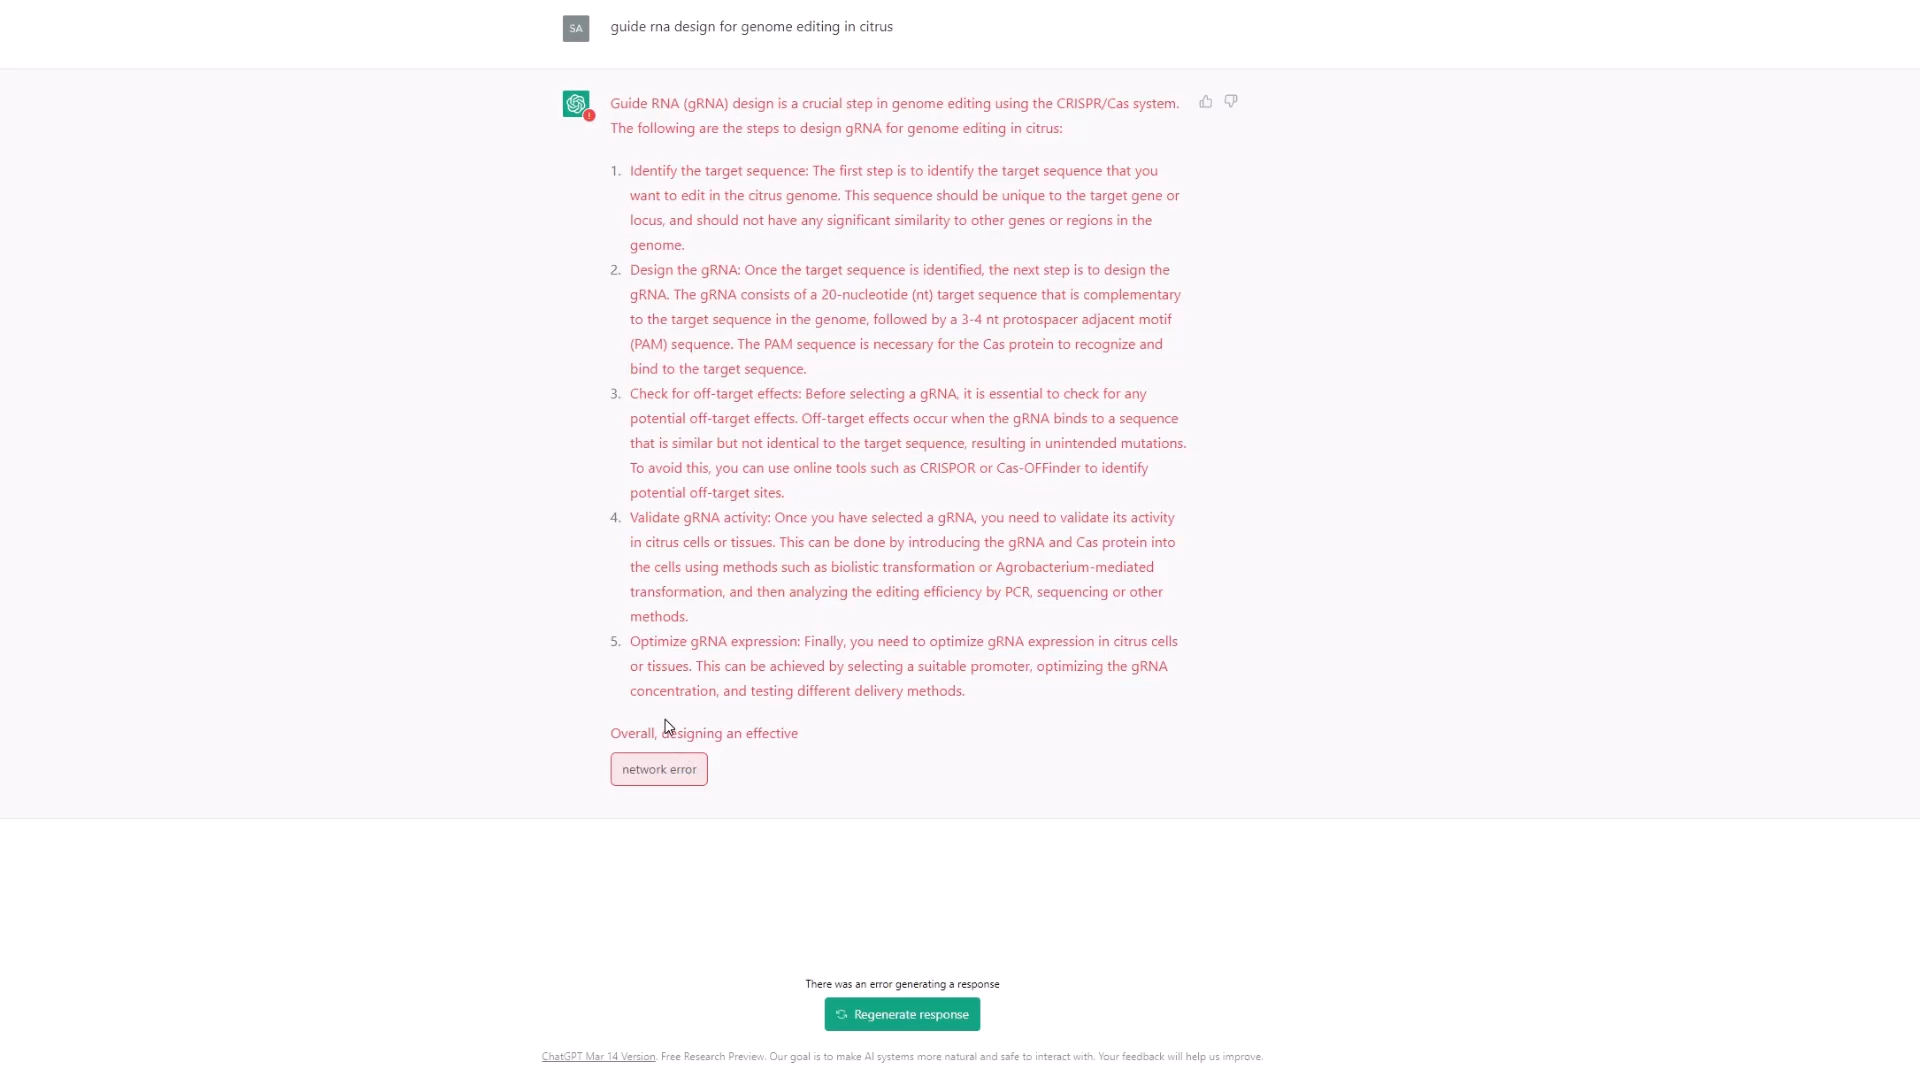 SA
guide rna design for genome editing in citrus
Guide RNA (gRNA) design is a crucial step in genome editing using the CRISPR/Cas system.
The following are the steps to design gRNA for genome editing in citrus:
1. Identify the target sequence: The first step is to identify the target sequence that you
want to edit in the citrus genome. This sequence should be unique to the target gene or
locus, and should not have any significant similarity to other genes or regions in the
genome.
2. Design the gRNA: Once the target sequence is identified, the next step is to design the
gRNA. The gRNA consists of a 20-nucleotide (nt) target sequence that is complementary
to the target sequence in the genome, followed by a 3-4 nt protospacer adjacent motif
(PAM) sequence. The PAM sequence is necessary for the Cas protein to recognize and
bind to the target sequence.
3. Check for off-target effects: Before selecting a gRNA, it is essential to check for any
potential off-target effects. Off-target effects occur when the gRNA binds to a sequence
that is similar but not identical to the target sequence, resulting in unintended mutations.
To avoid this, you can use online tools such as CRISPOR or Cas-OFFinder to identify
potential off-target sites.
4. Validate gRNA activity: Once you have selected a gRNA, you need to validate its activity
in citrus cells or tissues. This can be done by introducing the gRNA and Cas protein into
the cells using methods such as biolistic transformation or Agrobacterium-mediated
transformation, and then analyzing the editing efficiency by PCR, sequencing or other
methods.
5. Optimize gRNA expression: Finally, you need to optimize gRNA expression in citrus cells
or tissues. This can be achieved by selecting a suitable promoter, optimizing the gRNA
concentration, and testing different delivery methods.
Overall, designing an effective
network error
There was an error generating a response
Regenerate response
ChatGPT Mar 14 Version. Free Research Preview. Our goal is to make AI systems more natural and safe to interact with. Your feedback will help us improve.